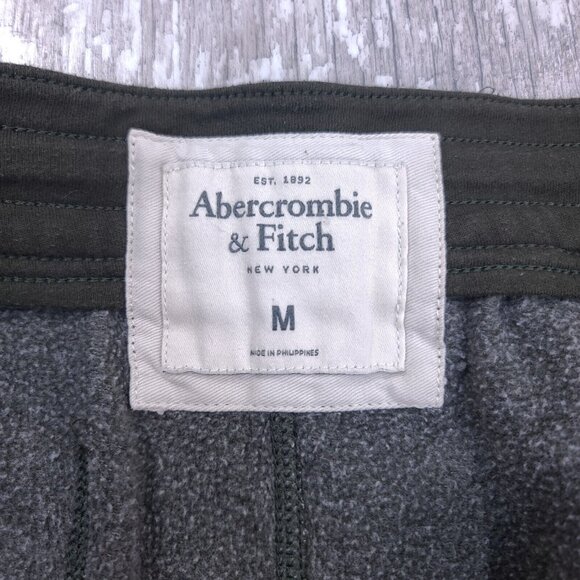 EST. 1892
Abercrombie
& Fitch
NEW YORK
M
MADE IN PHILIPPINES